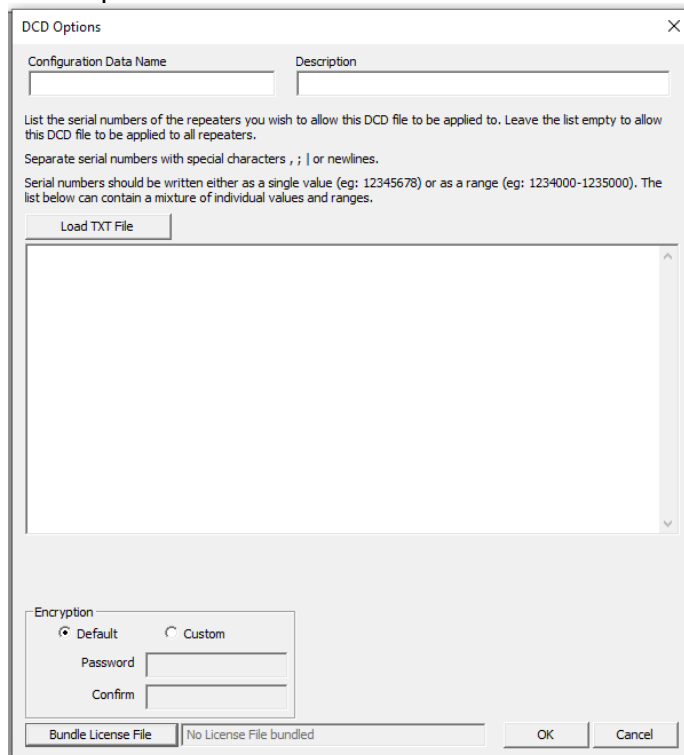 DCD Options
Configuration Data Name
Description
List the serial numbers of the repeaters you wish to allow this DCD file to be applied to. Leave the list empty to allow
this DCD file to be applied to all repeaters.
Separate serial numbers with special characters , ; | or newlines.
Serial numbers should be written either as a single value (eg: 12345678) or as a range (eg: 1234000-1235000). The
list below can contain a mixture of individual values and ranges.
Load TXT File
Encryption
Default Custom
Password
Confirm
Bundle License File No License File bundled OK Cancel